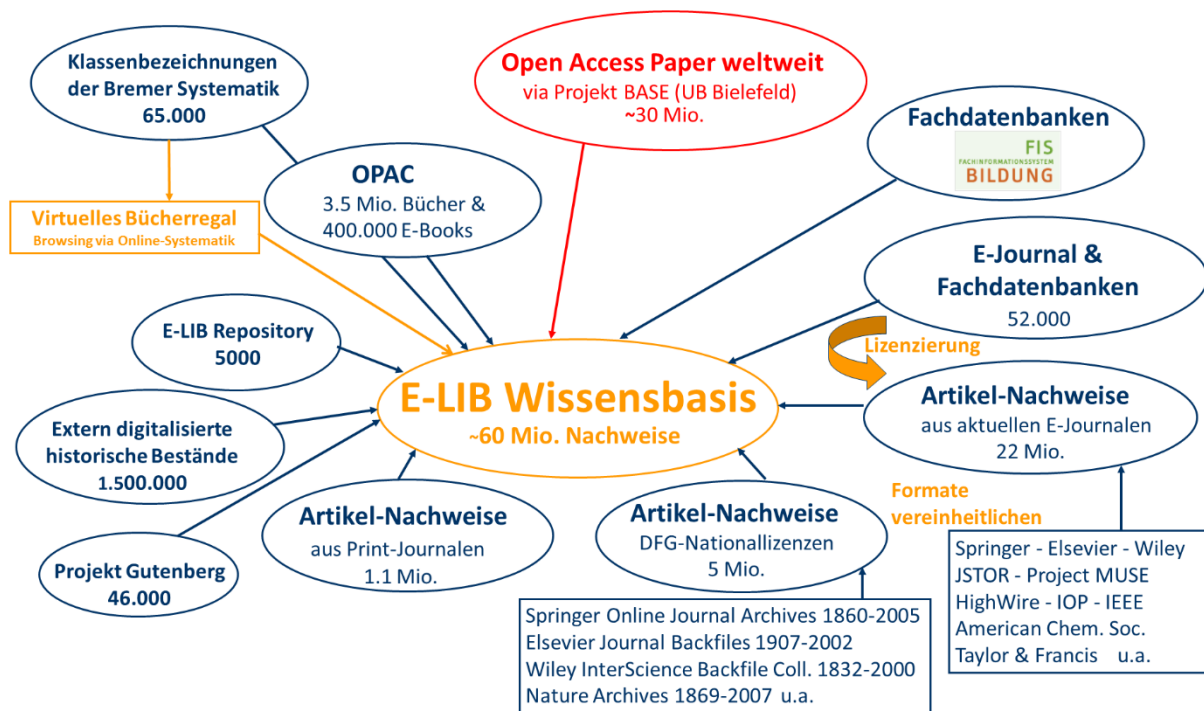 Klassenbezeichnungen
der Bremer Systematik
65.000
Open Access Paper weltweit
via Projekt BASE (UB Bielefeld)
~30 Mio.
Fachdatenbanken
FIS
FACHINFORMATIONSSYSTEM
BILDUNG
OPAC
3.5 Mio. Bücher &
400.000 E-Books
Virtuelles Bücherregal
Browsing via Online-Systematik
E-Journal &
Fachdatenbanken
52.000
E-LIB Repository
5000
Lizenzierung
E-LIB Wissensbasis
~60 Mio. Nachweise
Artikel-Nachweise
aus aktuellen E-Journalen
22 Mio.
Extern digitalisierte
historische Bestände
1.500.000
Formate
vereinheitlichen
Artikel-Nachweise
aus Print-Journalen
1.1 Mio.
Artikel-Nachweise
DFG-Nationallizenzen
5 Mio.
Projekt Gutenberg
46.000
Springer - Elsevier - Wiley
JSTOR - Project MUSE
HighWire - IOP - IEEE
American Chem. Soc.
Taylor & Francis u.a.
Springer Online Journal Archives 1860-2005
Elsevier Journal Backfiles 1907-2002
Wiley InterScience Backfile Coll. 1832-2000
Nature Archives 1869-2007 u.a.